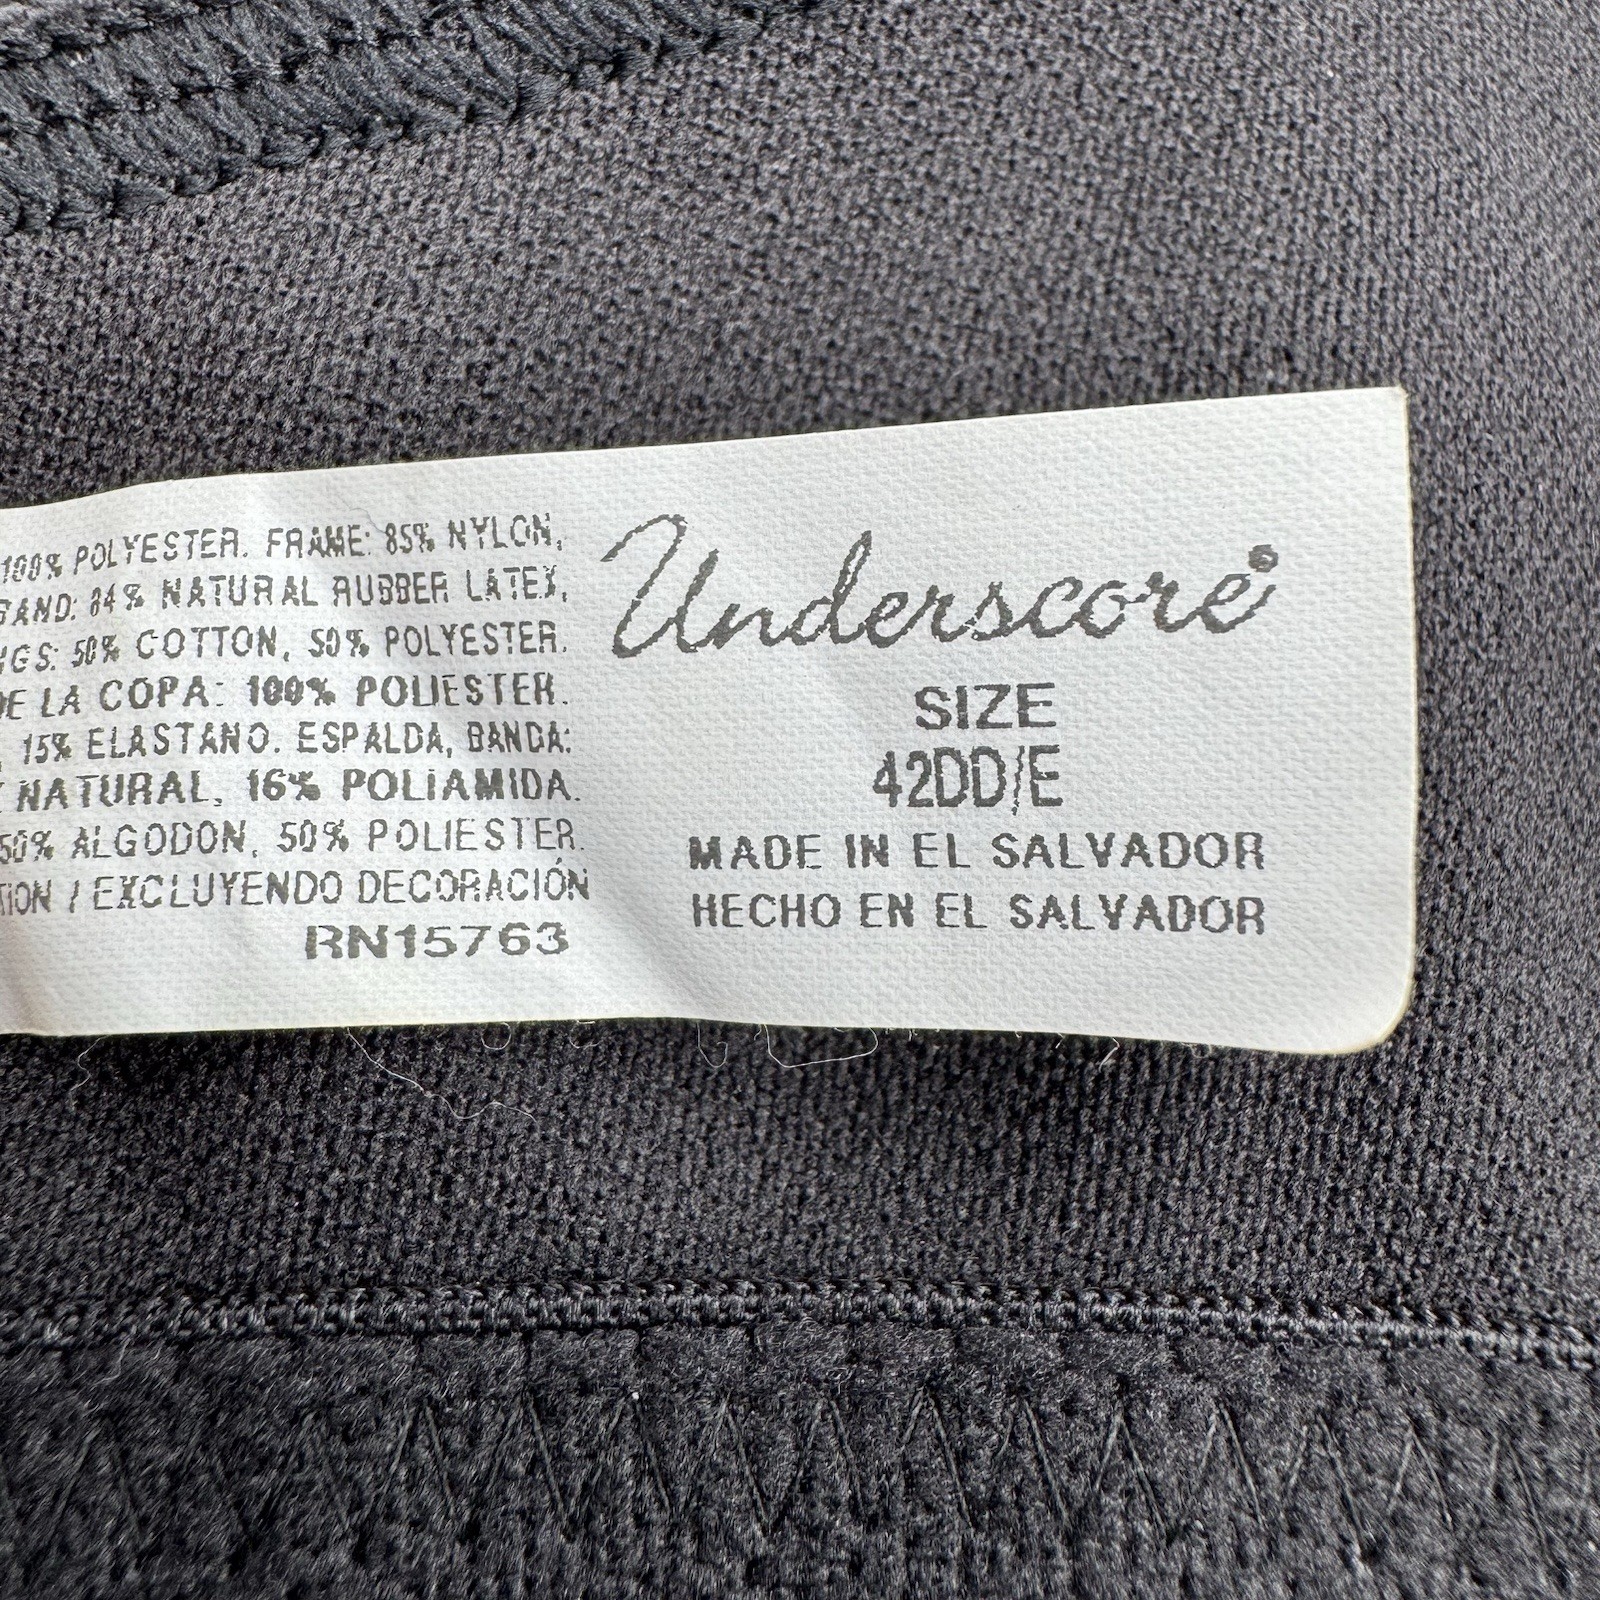 100% POLYESTER. FRAME: 85% NYLON,
BAND: 84% NATURAL RUBBER LATEX,
50% COTTON, 50% POLYESTER.
DE LA COPA: 100% POLIESTER.
15% ELASTANO. ESPALDA, BANDA:
NATURAL, 16% POLIAMIDA.
50% ALGODON, 50% POLIESTER.
/ EXCLUYENDO DECORACIÓN
RN15763
Underscore®
SIZE
42DD/E
MADE IN EL SALVADOR
HECHO EN EL SALVADOR